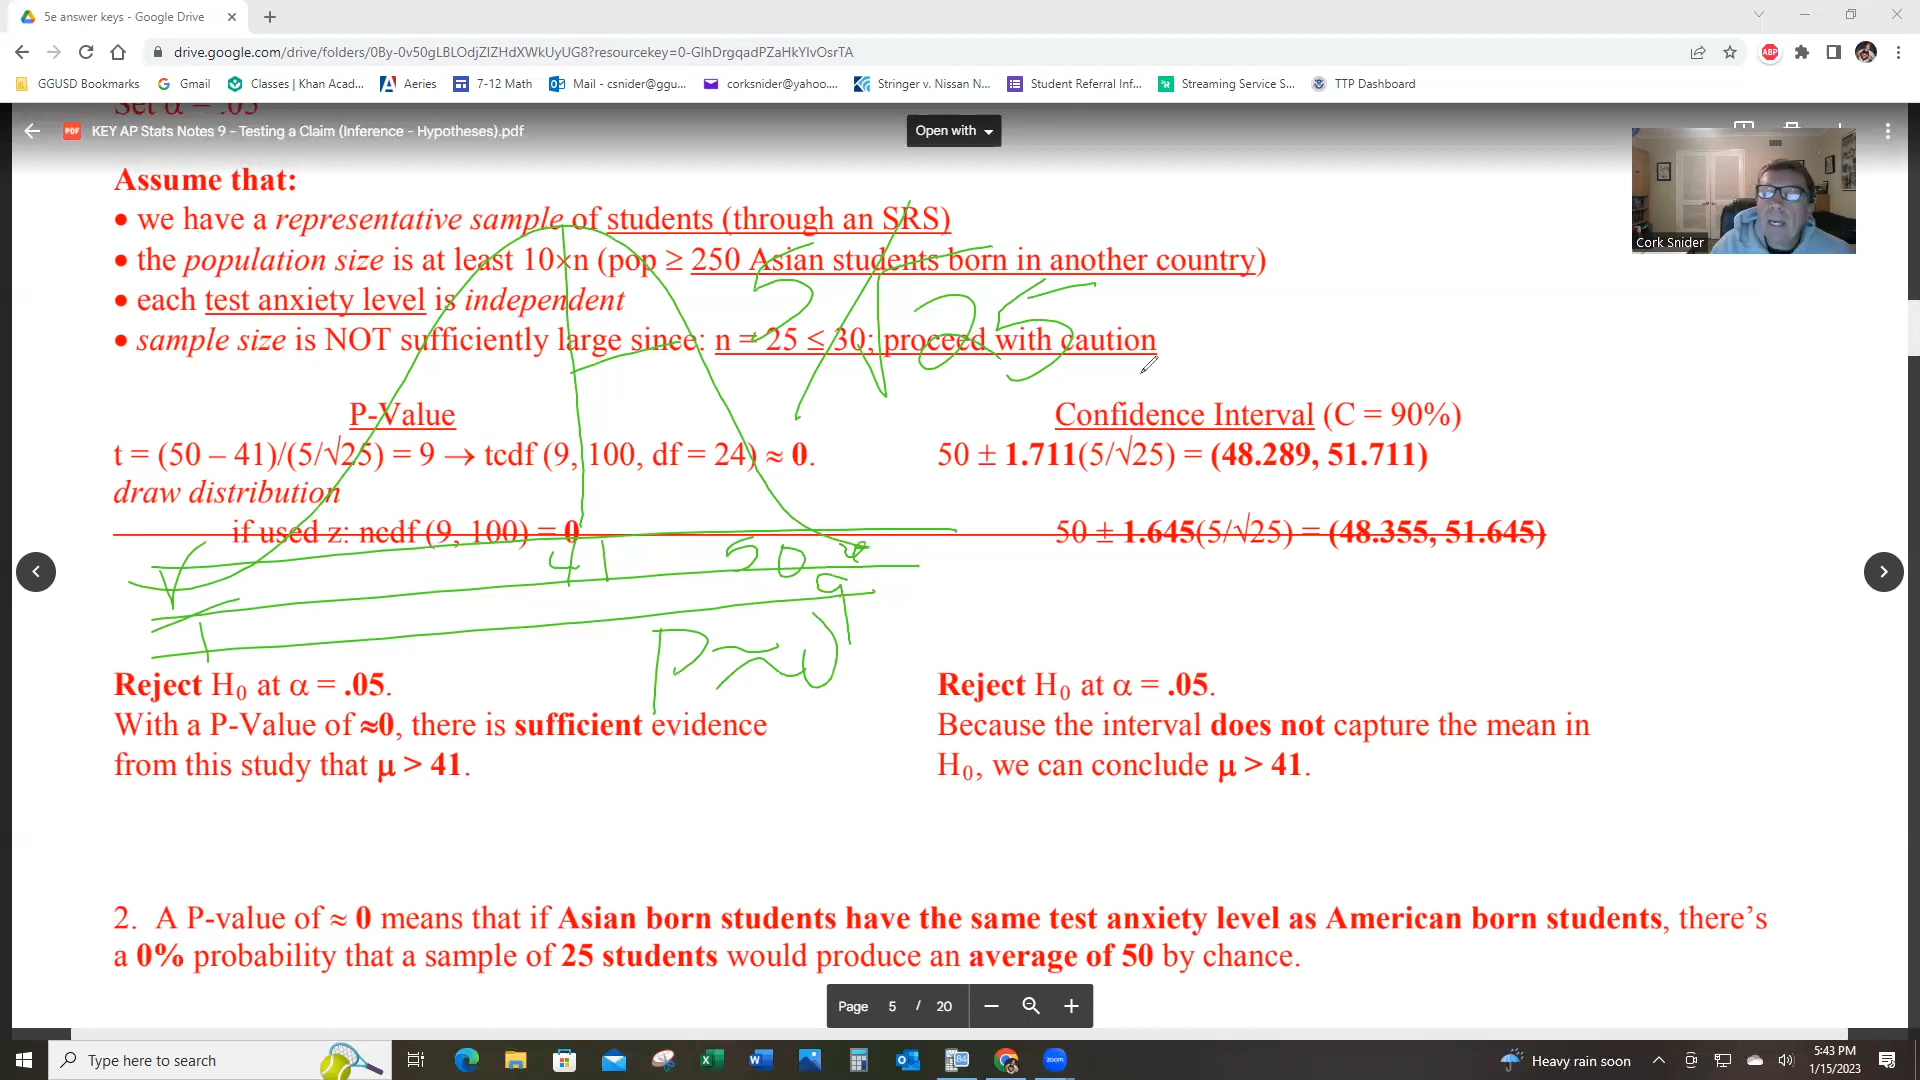 5e answer keys - Google Drive
drive.google.com/drive/folders/0By-0v50gLBLOdjZlZHdXWkUyUG8?resourcekey=0-GlhDrgqadPZaHkYlvOsrTA
ABP
GGUSD Bookmarks
Gmail
Classes | Khan Acad...
Aeries
7-12 Math
Mail - csnider@ggu...
corksnider@yahoo....
Stringer v. Nissan N...
Student Referral Inf...
Streaming Service S...
TTP Dashboard
Set α = .05
PDF
KEY AP Stats Notes 9 - Testing a Claim (Inference - Hypotheses).pdf
Open with
Cork Snider
Assume that:
• we have a representative sample of students (through an SRS)
• the population size is at least 10×n (pop ≥ 250 Asian students born in another country)
• each test anxiety level is independent
• sample size is NOT sufficiently large since: n = 25 ≤ 30; proceed with caution
5/√25
P-Value
t = (50 – 41)/(5/√25) = 9 → tcdf (9, 100, df = 24) ≈ 0.
draw distribution
if used z: ncdf (9, 100) = 0
Confidence Interval (C = 90%)
50 ± 1.711(5/√25) = (48.289, 51.711)
50 ± 1.645(5/√25) = (48.355, 51.645)
41
50
9
P≈0
Reject H₀ at α = .05.
With a P-Value of ≈0, there is sufficient evidence
from this study that μ > 41.
Reject H₀ at α = .05.
Because the interval does not capture the mean in
H₀, we can conclude μ > 41.
2. A P-value of ≈ 0 means that if Asian born students have the same test anxiety level as American born students, there's
a 0% probability that a sample of 25 students would produce an average of 50 by chance.
Page 5 / 20
Type here to search
84
zoom
Heavy rain soon
5:43 PM
1/15/2023